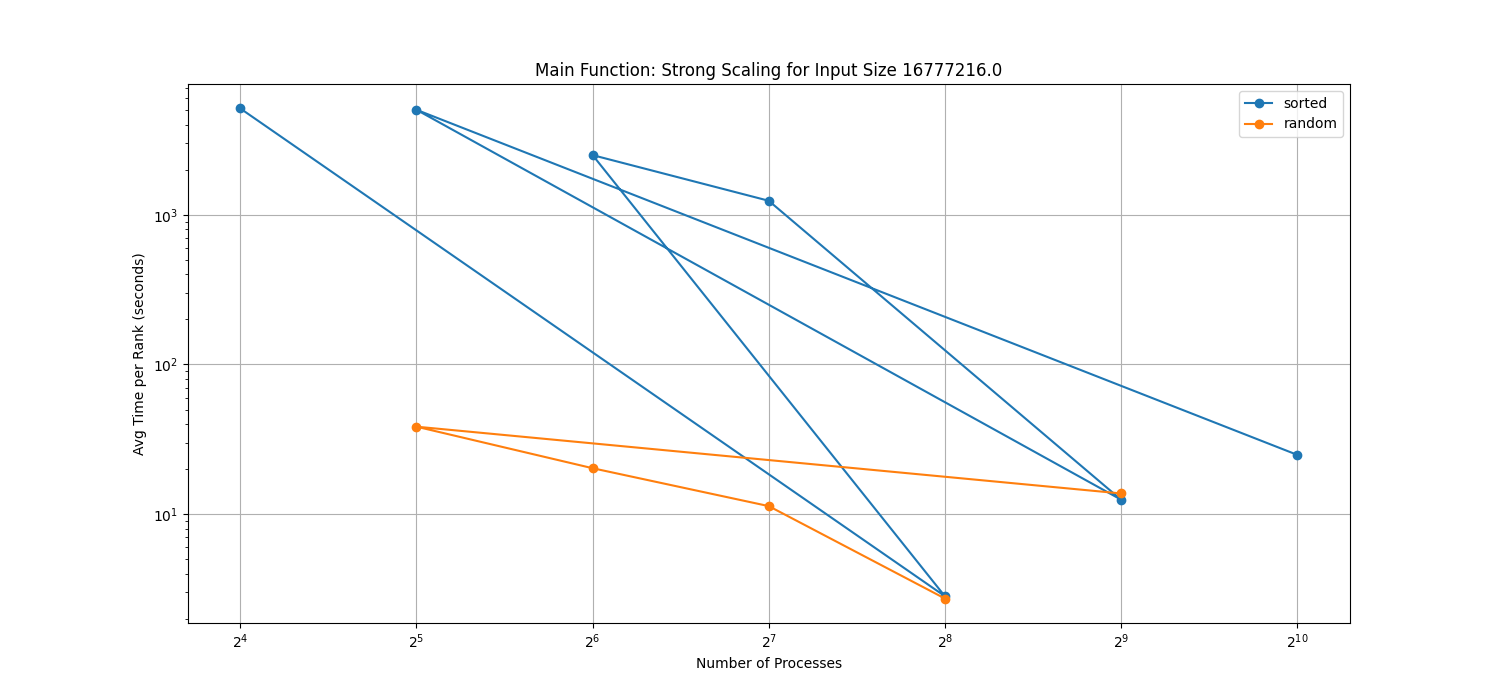 Main Function: Strong Scaling for Input Size 16777216.0
sorted
random
Avg Time per Rank (seconds)
10³
10²
10¹
2⁴ 2⁵ 2⁶ 2⁷ 2⁸ 2⁹ 2¹⁰
Number of Processes